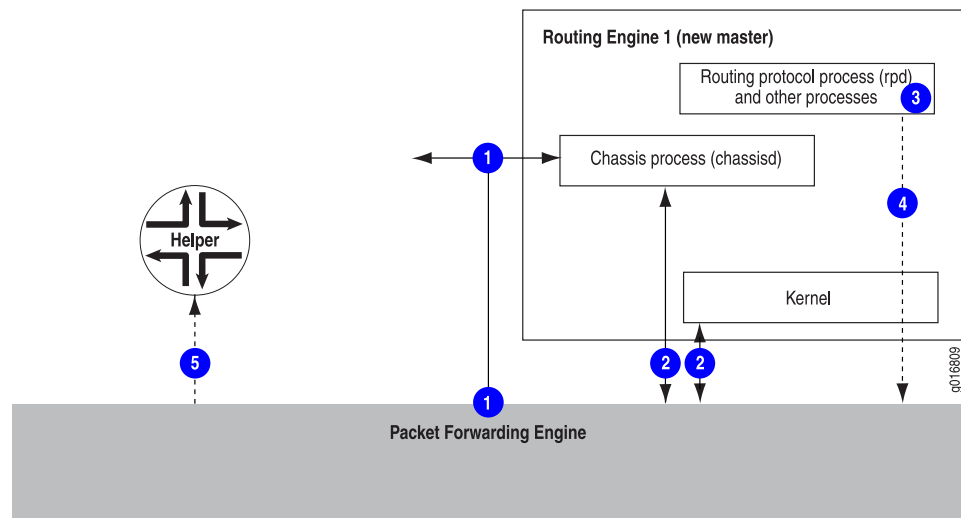 Routing Engine 1 (new master)
Routing protocol process (rpd)
and other processes
3
1
Chassis process (chassisd)
4
Helper
Kernel
5
2
2
g016809
1
Packet Forwarding Engine